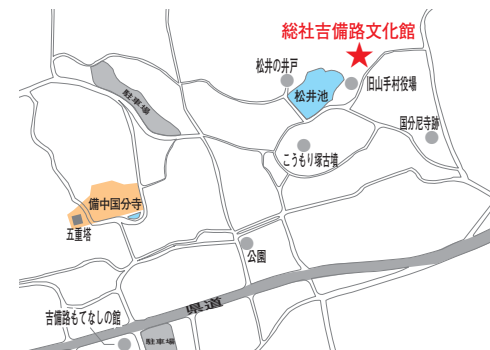 総社吉備路文化館
松井の井戸
駐車場
松井池
旧山手村役場
国分尼寺跡
こうもり塚古墳
備中国分寺
五重塔
公園
県道
吉備路もてなしの館
駐車場